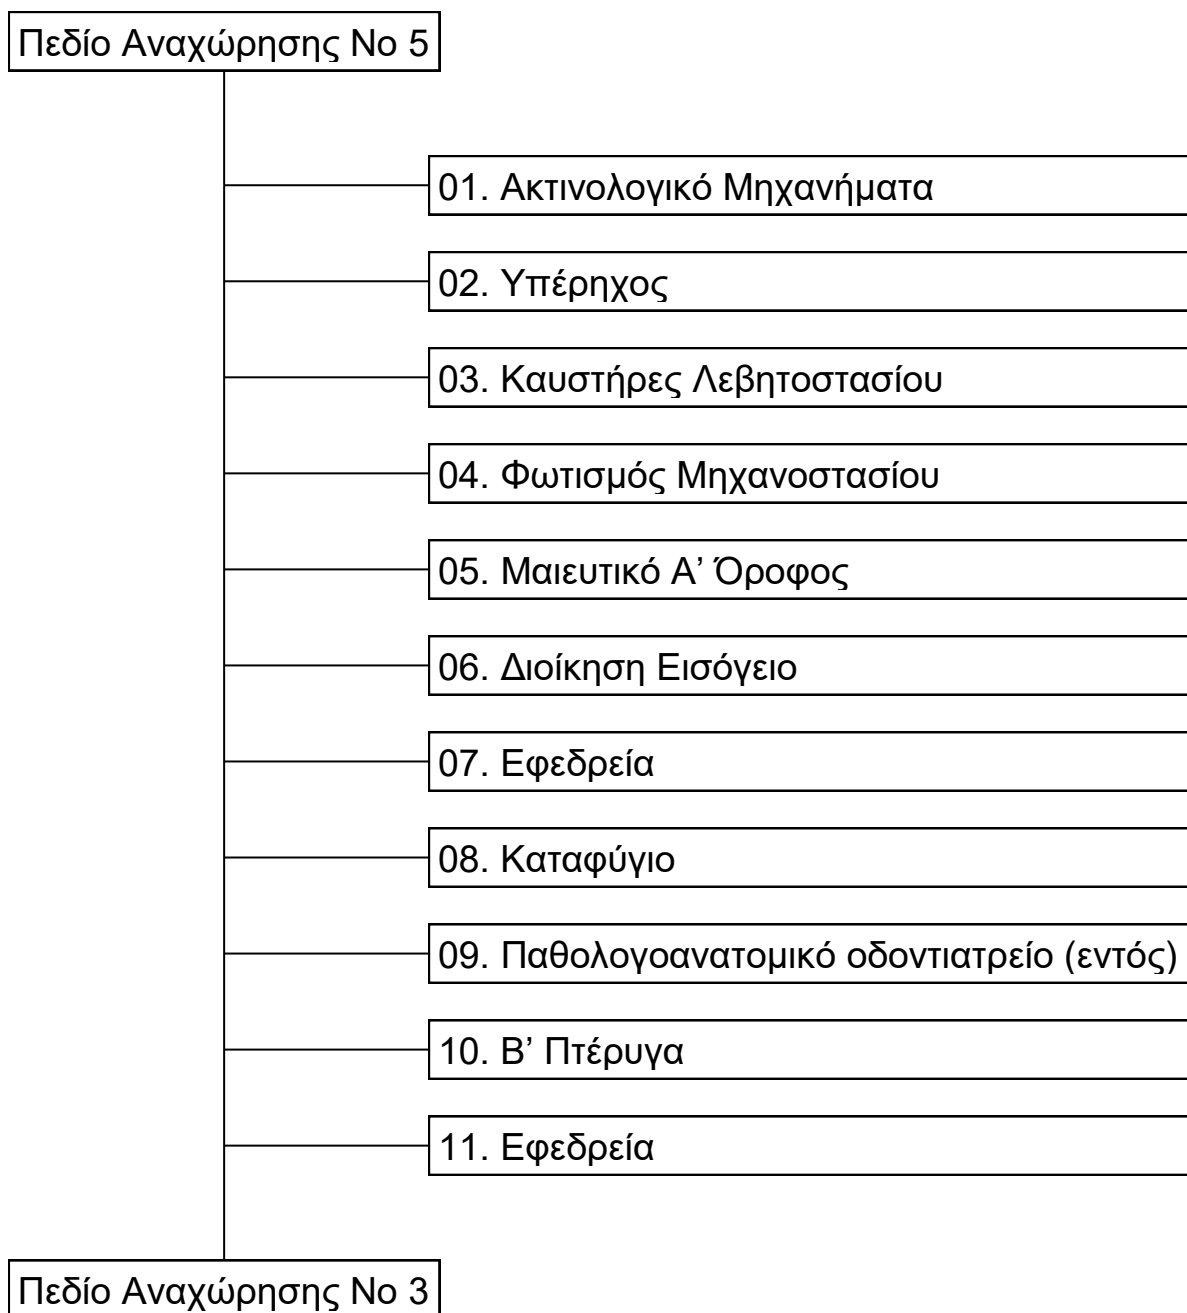 Πεδίο Αναχώρησης Νο 5
01. Ακτινολογικό Μηχανήματα
02. Υπέρηχος
03. Καυστήρες Λεβητοστασίου
04. Φωτισμός Μηχανοστασίου
05. Μαιευτικό Α’ Όροφος
06. Διοίκηση Εισόγειο
07. Εφεδρεία
08. Καταφύγιο
09. Παθολογοανατομικό οδοντιατρείο (εντός)
10. Β’ Πτέρυγα
11. Εφεδρεία
Πεδίο Αναχώρησης Νο 3